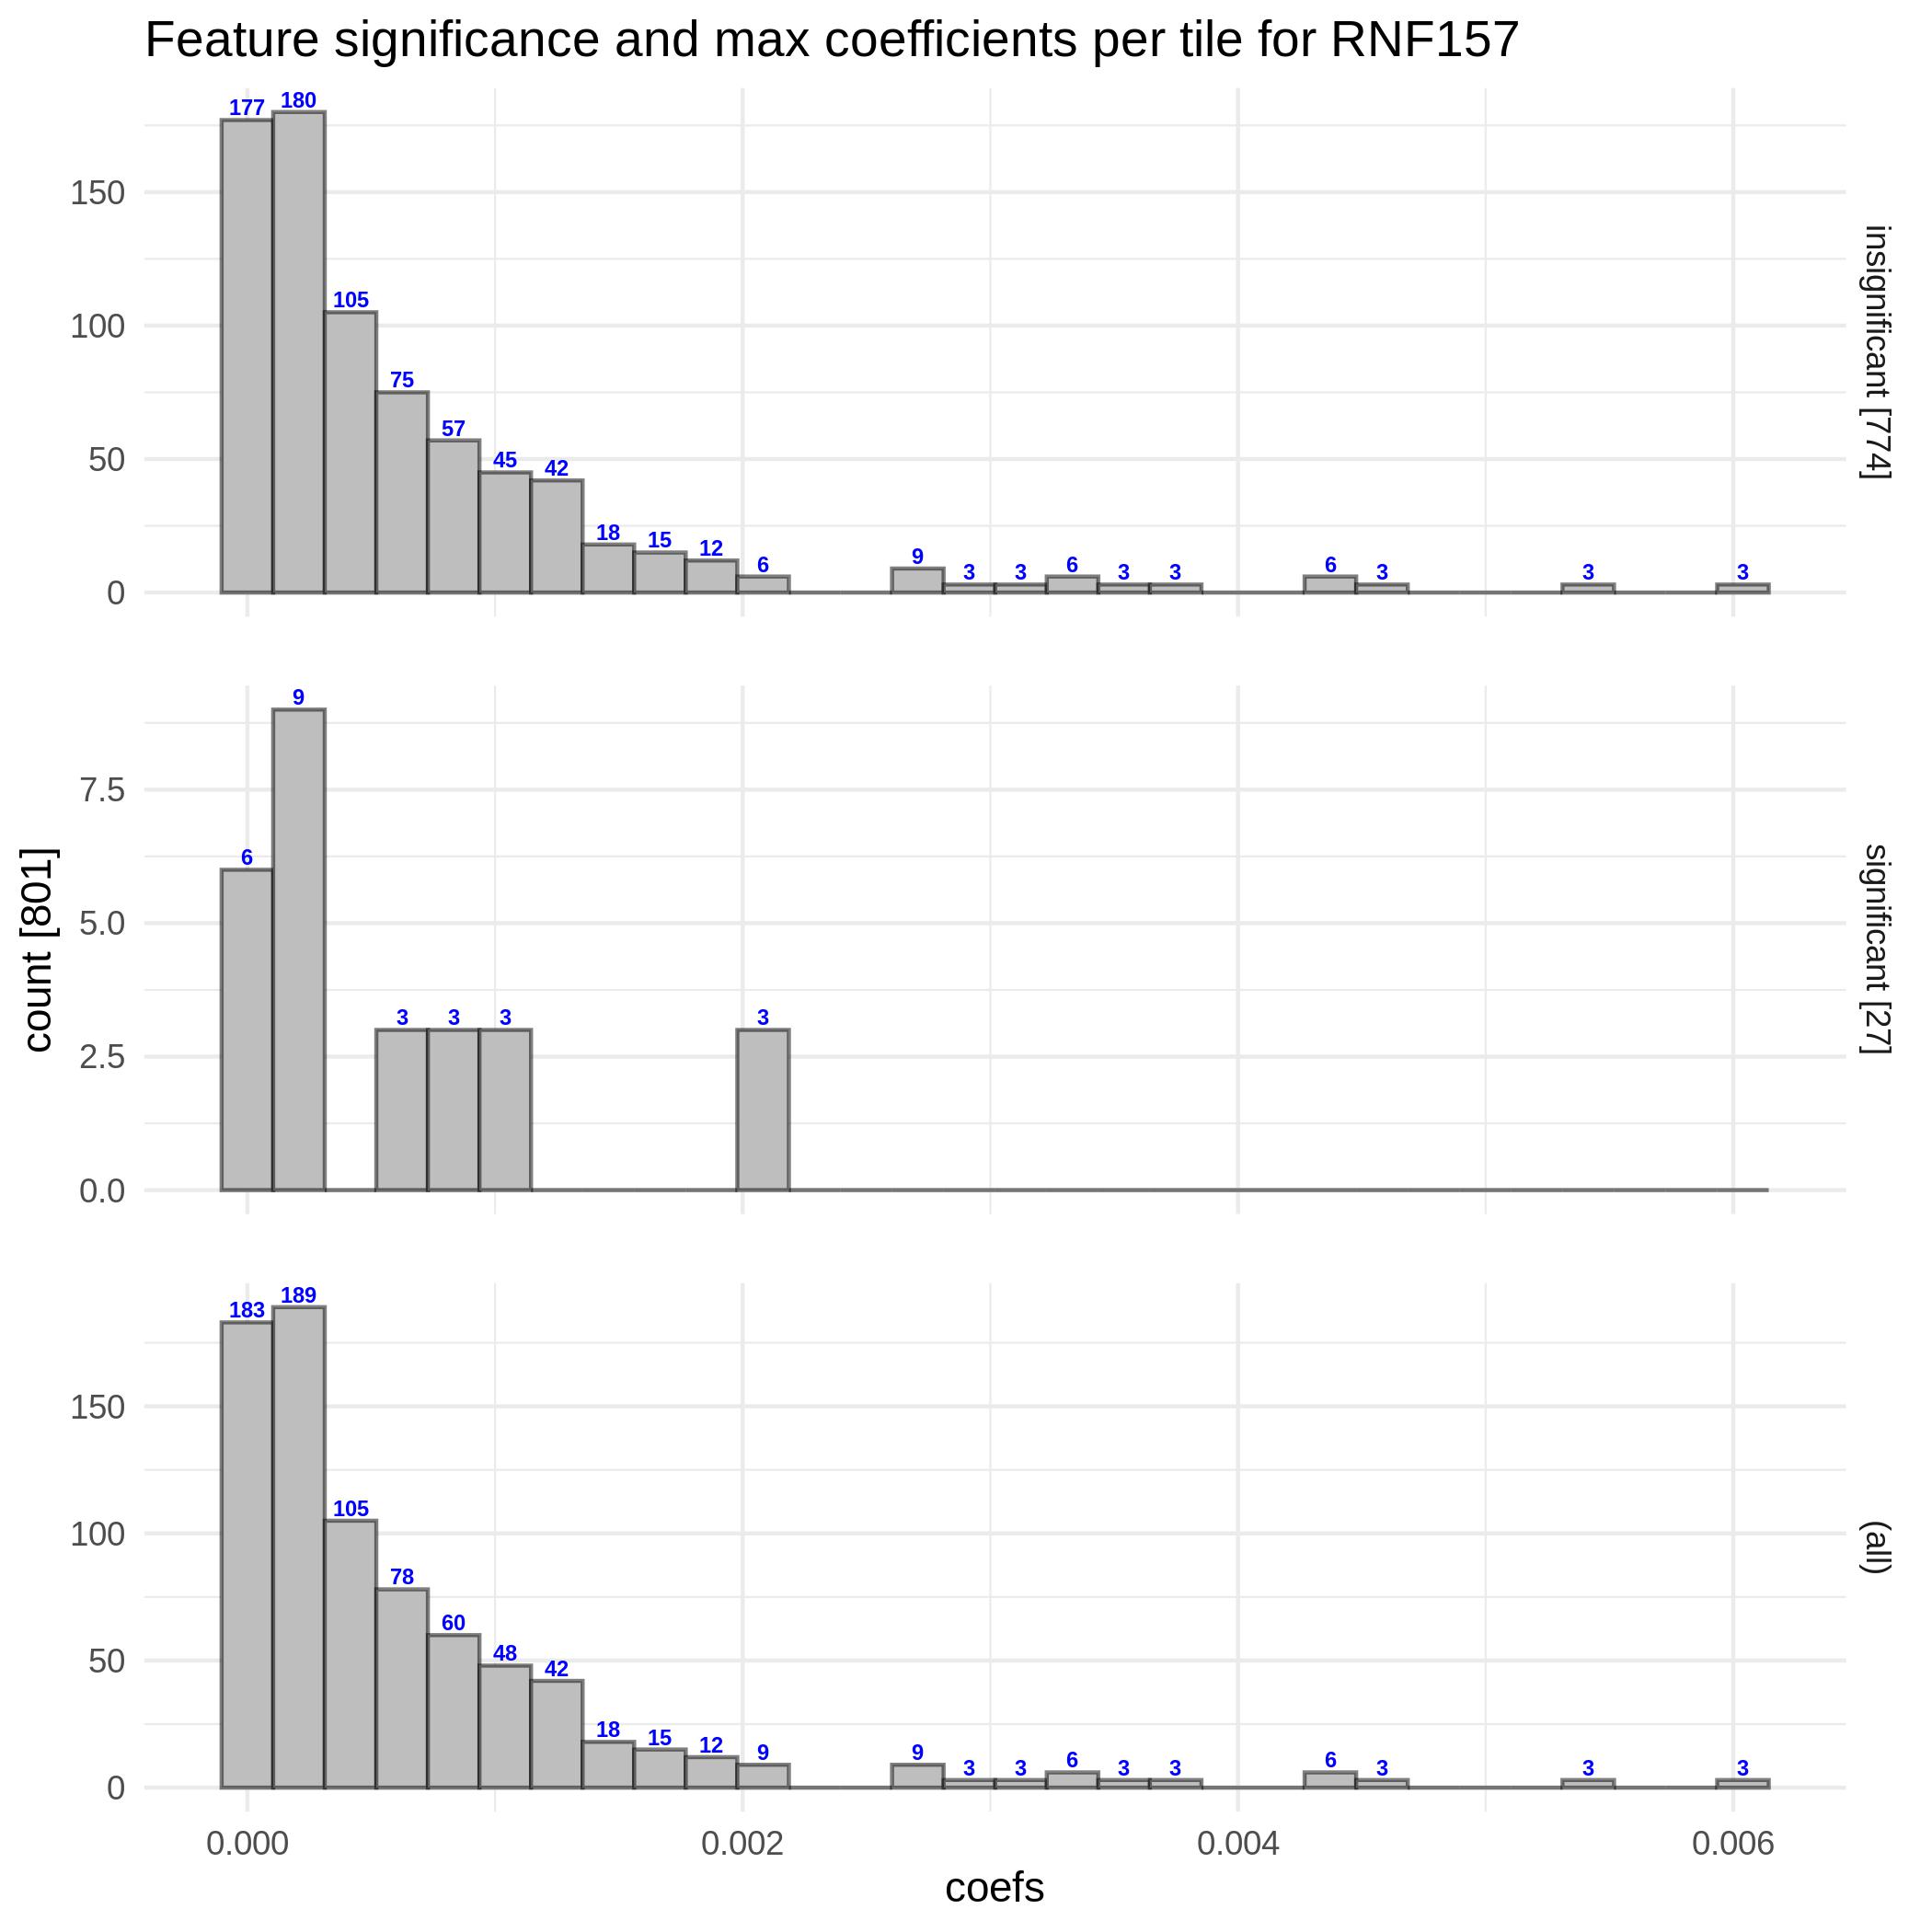 Feature significance and max coefficients per tile for RNF157
177 180 105 75 57 45 42 18 15 12 6 9 3 3 6 3 3 6 3 3 3
150
100
50
0
insignificant [774]
6 9 3 3 3 3
7.5
5.0
2.5
0.0
significant [27]
count [801]
183 189 105 78 60 48 42 18 15 12 9 9 3 3 6 3 3 6 3 3 3
150
100
50
0
(all)
0.000 0.002 0.004 0.006
coefs